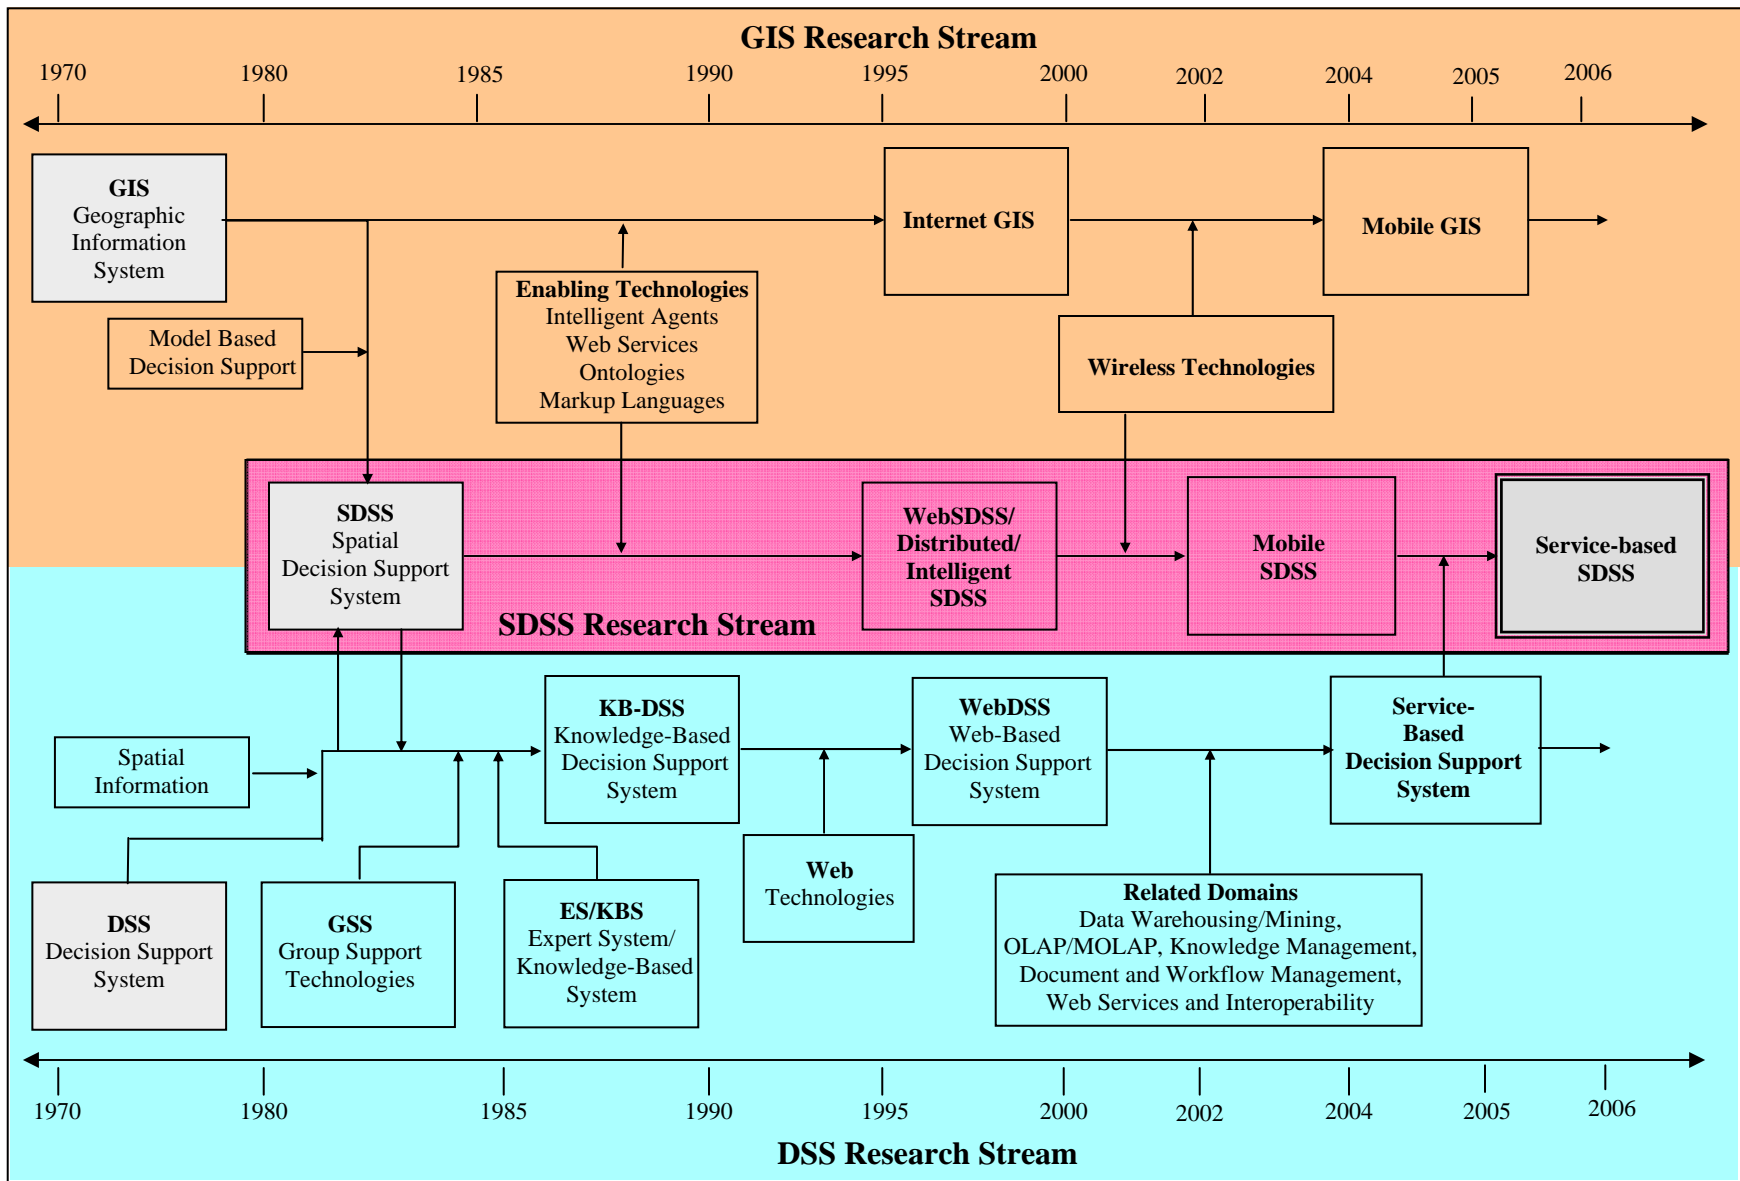 GIS Research Stream
1970 1980 1985 1990 1995 2000 2002 2004 2005 2006
GIS
Geographic
Information
System
Internet GIS
Mobile GIS
Model Based
Decision Support
Enabling Technologies
Intelligent Agents
Web Services
Ontologies
Markup Languages
Wireless Technologies
SDSS
Spatial
Decision Support
System
WebSDSS/
Distributed/
Intelligent
SDSS
Mobile
SDSS
Service-based
SDSS
SDSS Research Stream
Spatial
Information
KB-DSS
Knowledge-Based
Decision Support
System
WebDSS
Web-Based
Decision Support
System
Service-
Based
Decision Support
System
DSS
Decision Support
System
GSS
Group Support
Technologies
ES/KBS
Expert System/
Knowledge-Based
System
Web
Technologies
Related Domains
Data Warehousing/Mining,
OLAP/MOLAP, Knowledge Management,
Document and Workflow Management,
Web Services and Interoperability
1970 1980 1985 1990 1995 2000 2002 2004 2005 2006
DSS Research Stream